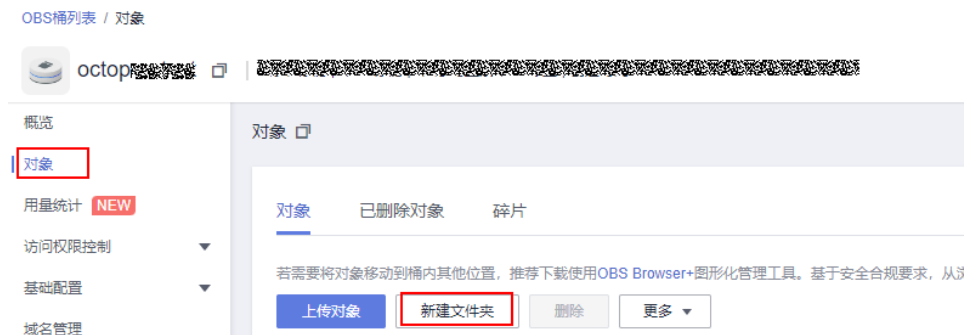 OBS桶列表 / 对象
octop
概览
对象
对象
用量统计 NEW
对象 已删除对象 碎片
访问权限控制
若需要将对象移动到桶内其他位置，推荐下载使用OBS Browser+图形化管理工具。基于安全合规要求，从
基础配置
上传对象 新建文件夹 删除 更多
域名管理